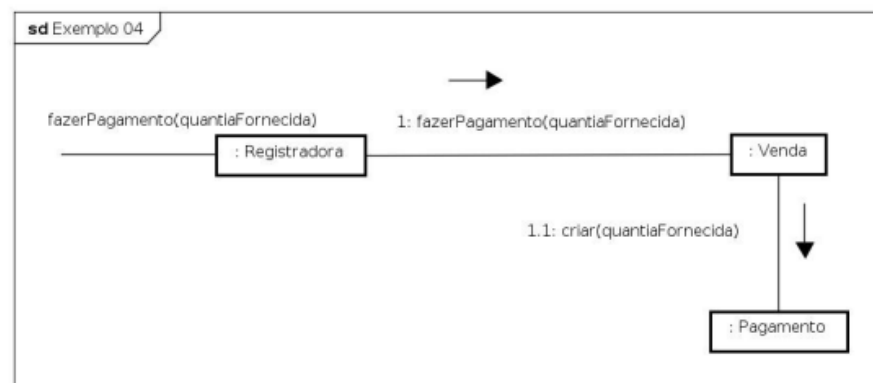 sd Exemplo 04
fazerPagamento(quantiaFornecida)
1: fazerPagamento(quantiaFornecida)
: Registradora
: Venda
1.1: criar(quantiaFornecida)
: Pagamento